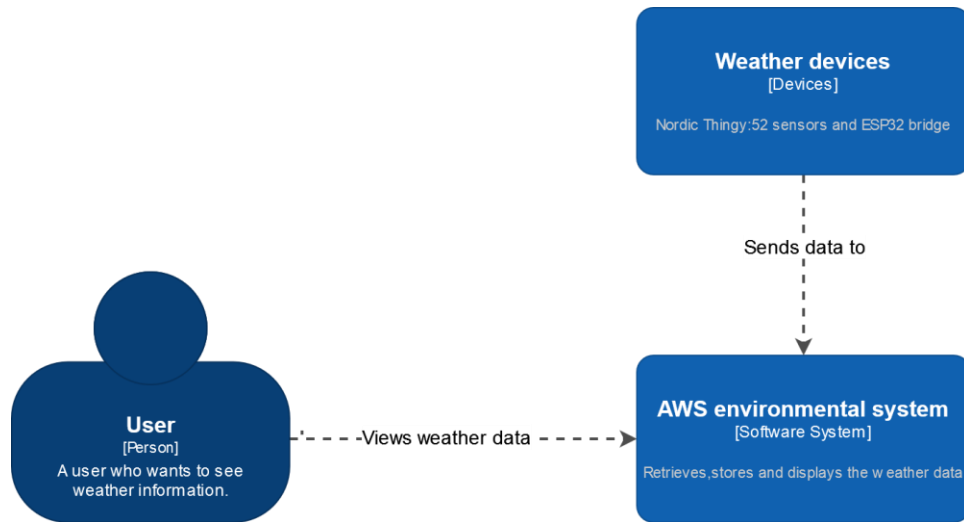 Weather devices
[Devices]
Nordic Thingy:52 sensors and ESP32 bridge
Sends data to
User
[Person]
A user who wants to see
weather information.
Views weather data
AWS environmental system
[Software System]
Retrieves,stores and displays the w eather data